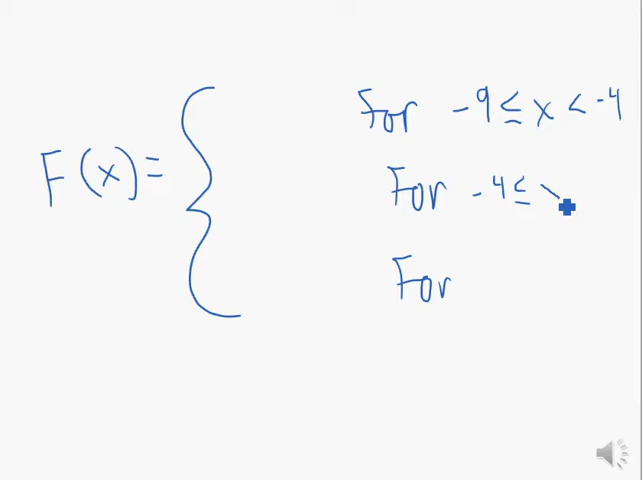 For -9 ≤ x < -4
F(x)=
For -4 ≤
For